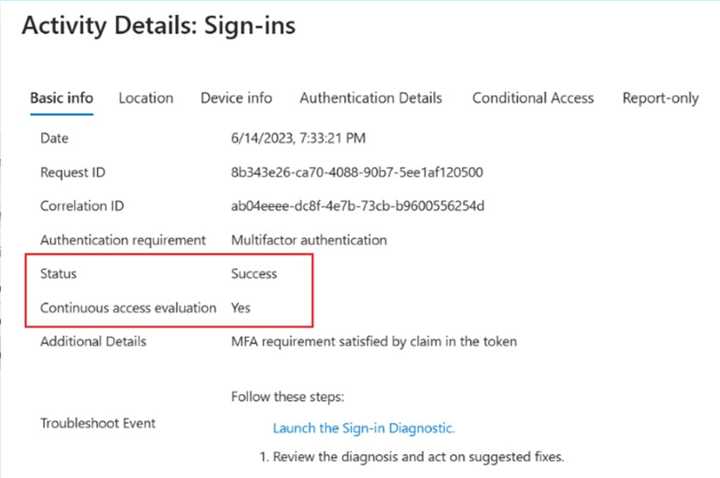 Activity Details: Sign-ins
Basic info Location Device info Authentication Details Conditional Access Report-only
Date 6/14/2023, 7:33:21 PM
Request ID 8b343e26-ca70-4088-90b7-5ee1af120500
Correlation ID ab04eeee-dc8f-4e7b-73cb-b9600556254d
Authentication requirement Multifactor authentication
Status Success
Continuous access evaluation Yes
Additional Details MFA requirement satisfied by claim in the token
Follow these steps:
Troubleshoot Event
Launch the Sign-in Diagnostic.
1. Review the diagnosis and act on suggested fixes.